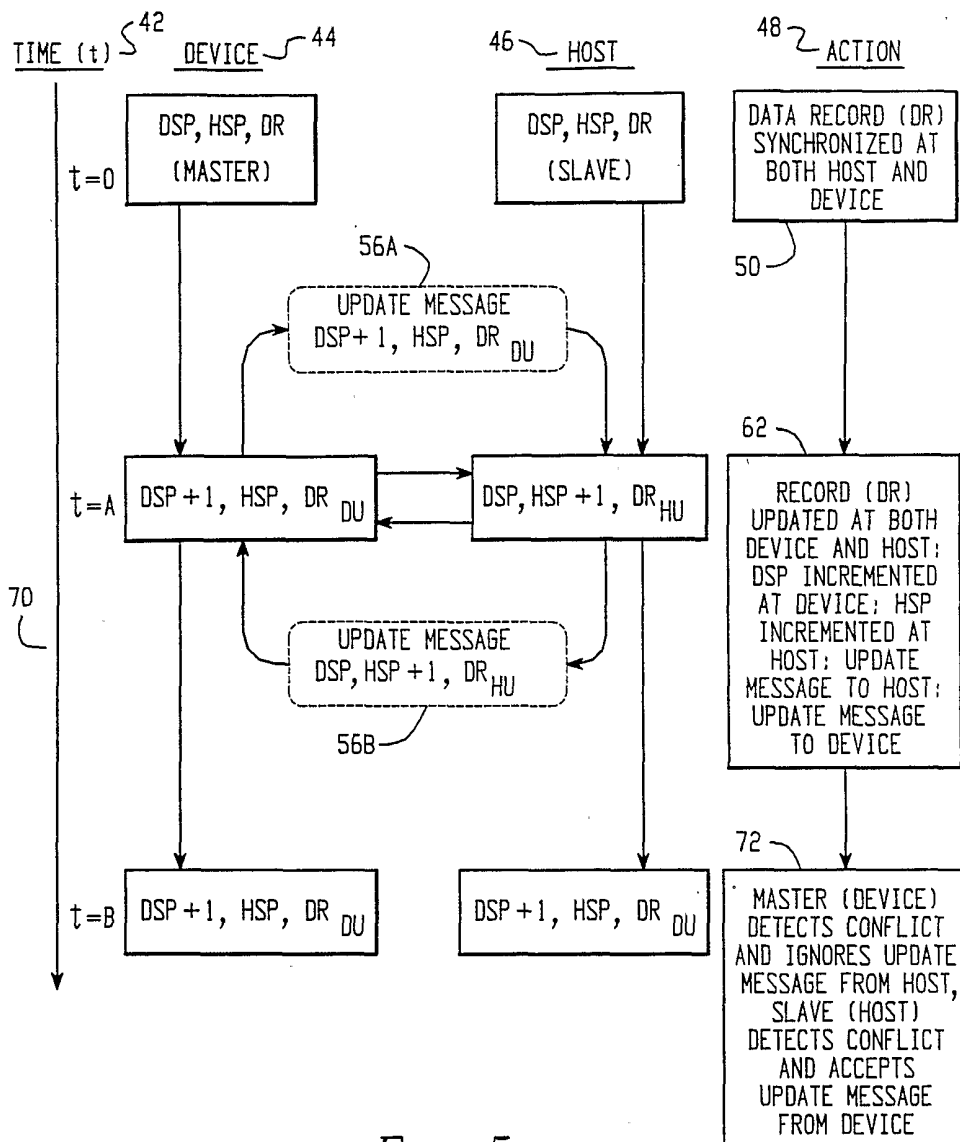 TIME (t) 42 DEVICE 44 46 HOST 48 ACTION
t=0
DSP, HSP, DR
(MASTER)
DSP, HSP, DR
(SLAVE)
DATA RECORD (DR)
SYNCHRONIZED AT
BOTH HOST AND
DEVICE
50
56A
UPDATE MESSAGE
DSP+1, HSP, DR DU
t=A
DSP+1, HSP, DR DU
DSP, HSP+1, DR HU
62
RECORD (DR)
UPDATED AT BOTH
DEVICE AND HOST;
DSP INCREMENTED
AT DEVICE; HSP
INCREMENTED AT
HOST; UPDATE
MESSAGE TO HOST;
UPDATE MESSAGE
TO DEVICE
70
UPDATE MESSAGE
DSP, HSP+1, DR HU
56B
t=B
DSP+1, HSP, DR DU
DSP+1, HSP, DR DU
72
MASTER (DEVICE)
DETECTS CONFLICT
AND IGNORES UPDATE
MESSAGE FROM HOST,
SLAVE (HOST)
DETECTS CONFLICT
AND ACCEPTS
UPDATE MESSAGE
FROM DEVICE